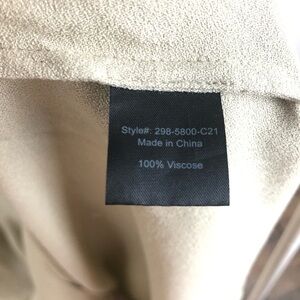 Style#: 298-5800-C21
Made in China
100% Viscose